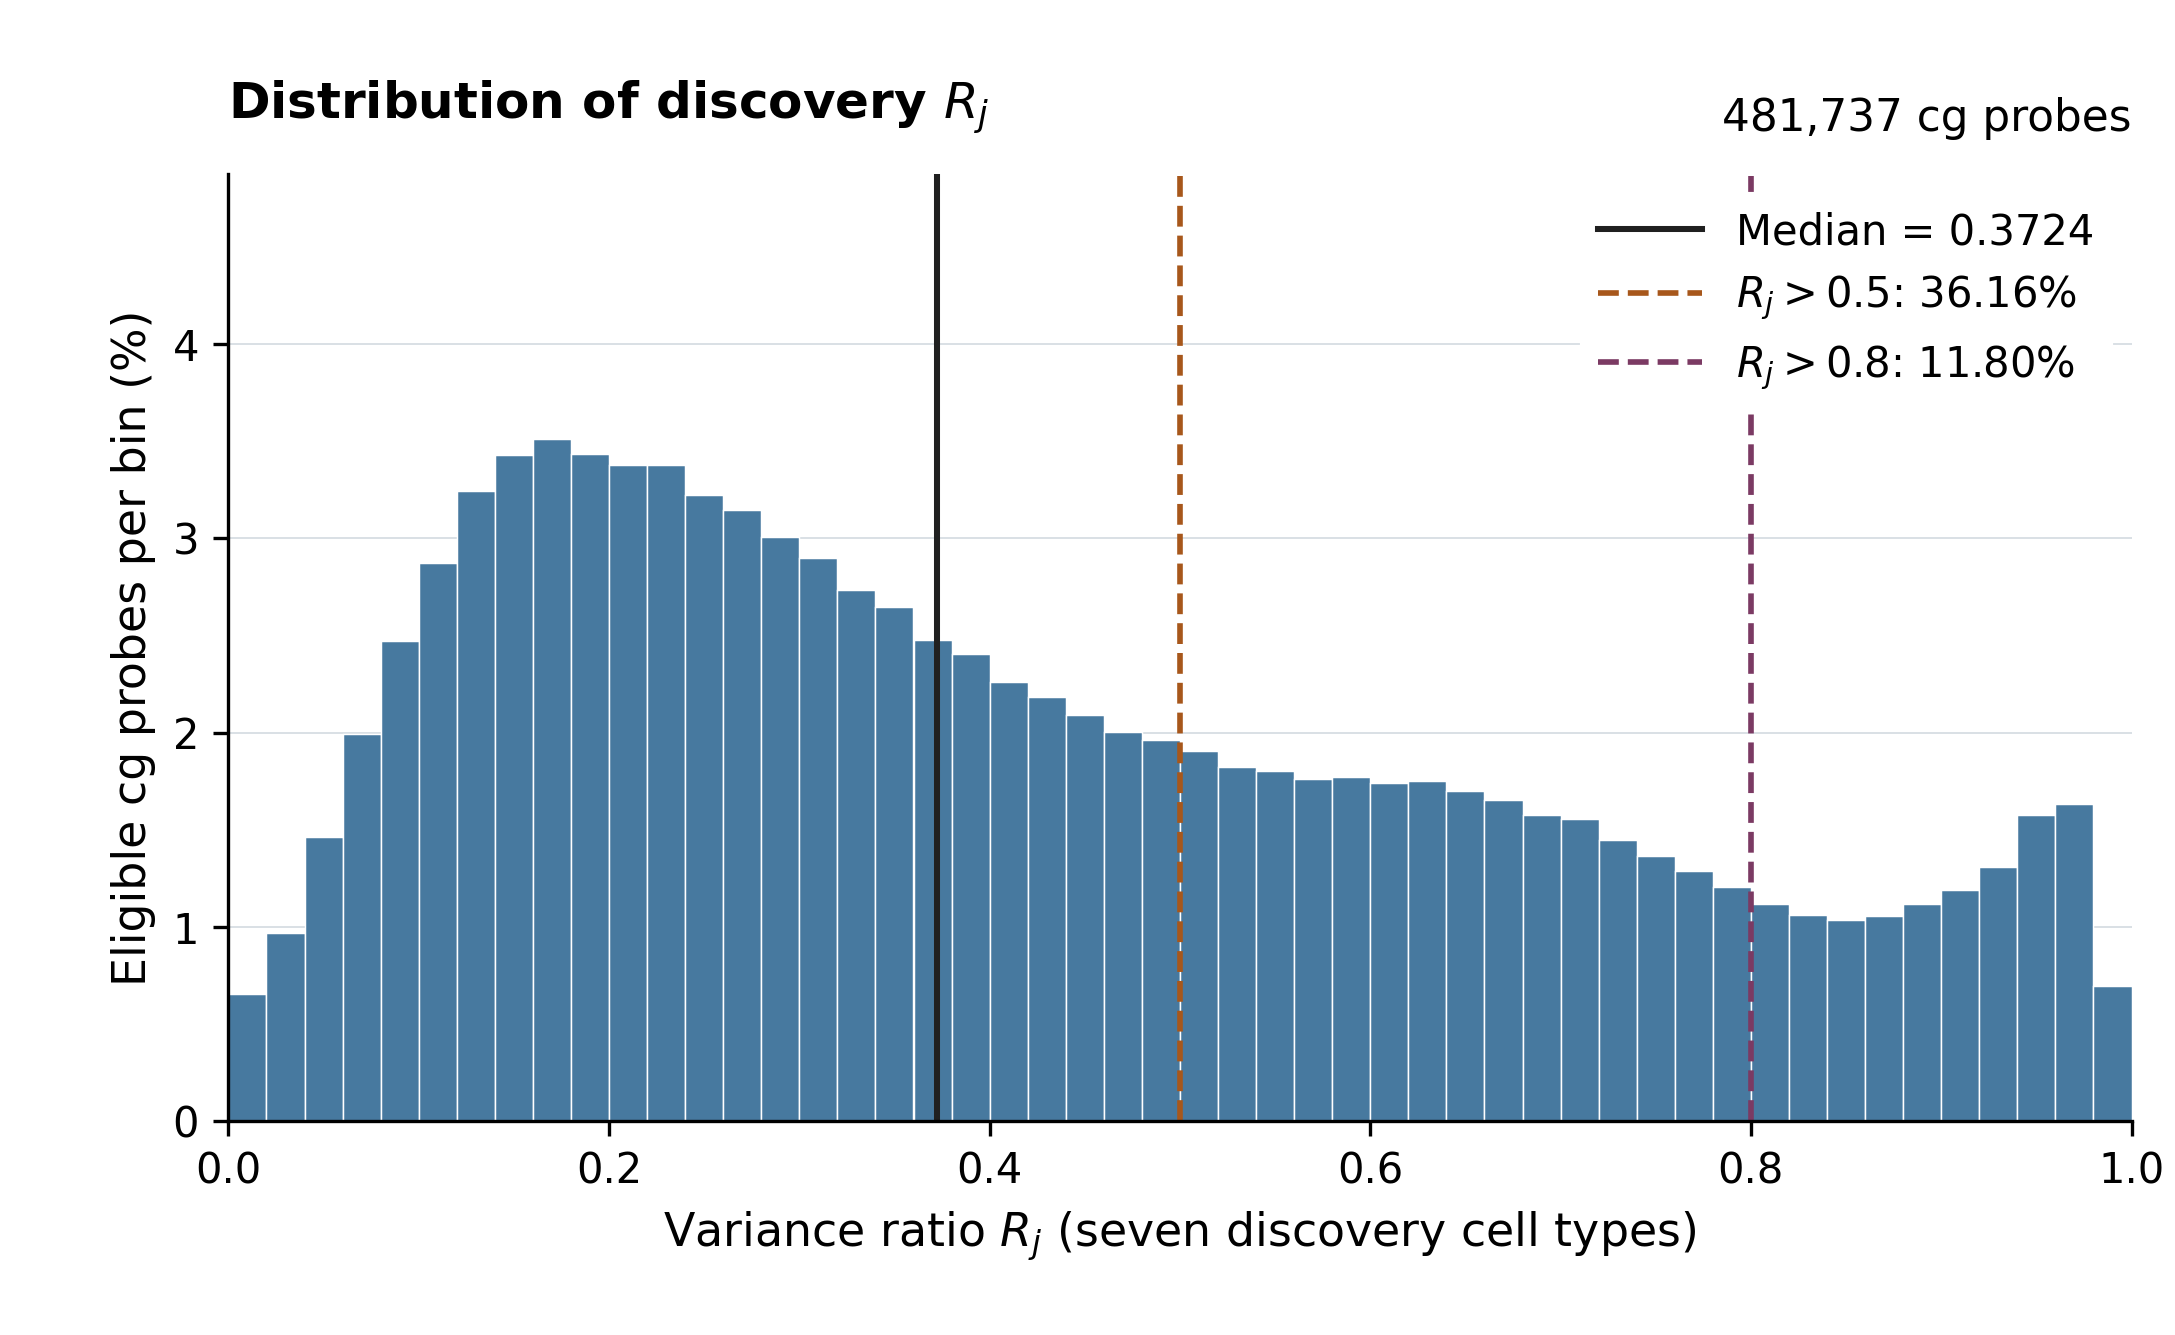 Distribution of discovery Rj
481,737 cg probes
Median = 0.3724
Rj > 0.5: 36.16%
Rj > 0.8: 11.80%
Eligible cg probes per bin (%)
4
3
2
1
0
0.0 0.2 0.4 0.6 0.8 1.0
Variance ratio Rj (seven discovery cell types)